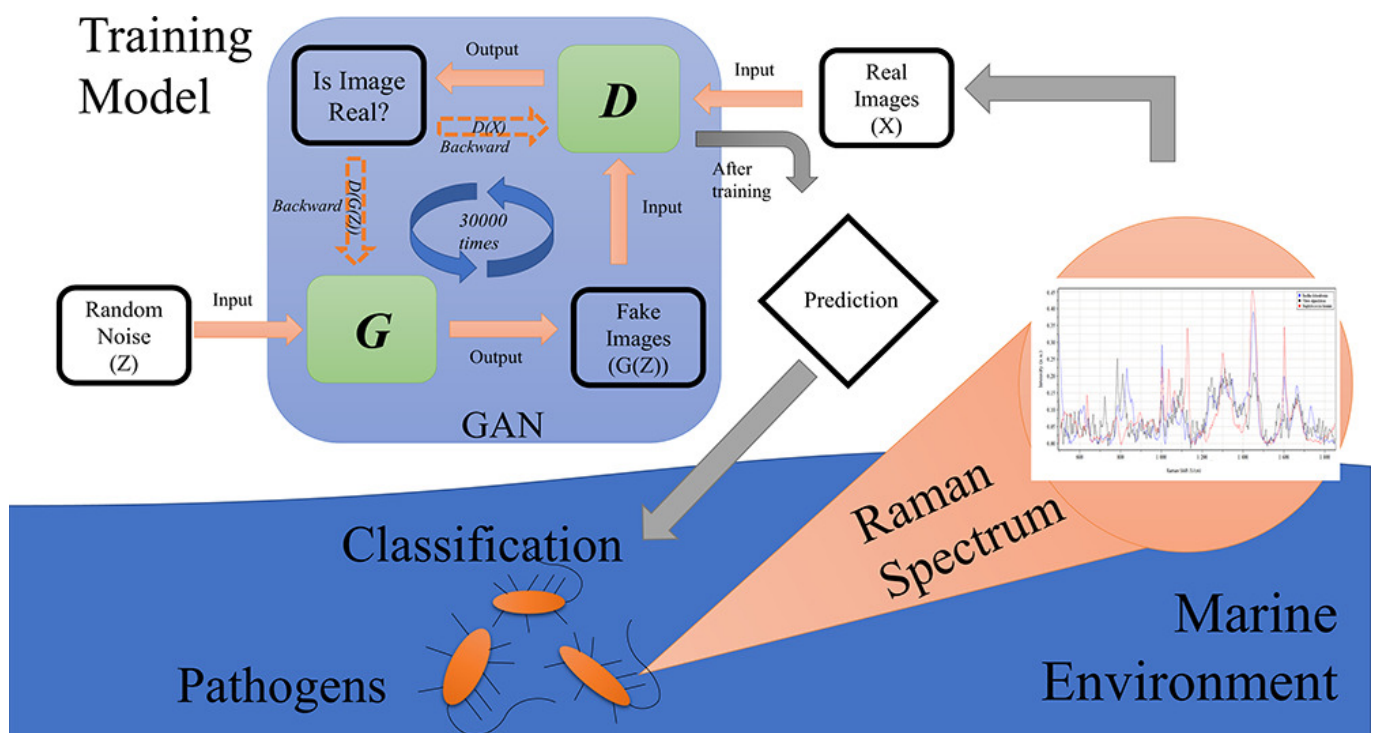 Training
Model
Is Image
Real?
Output
D
Input
Real
Images
(X)
D(X)
Backward
After
training
Backward
D(G(Z))
30000
times
Input
Random
Noise
(Z)
Input
G
Output
Fake
Images
(G(Z))
GAN
Prediction
Raman
Spectrum
Classification
Pathogens
Marine
Environment